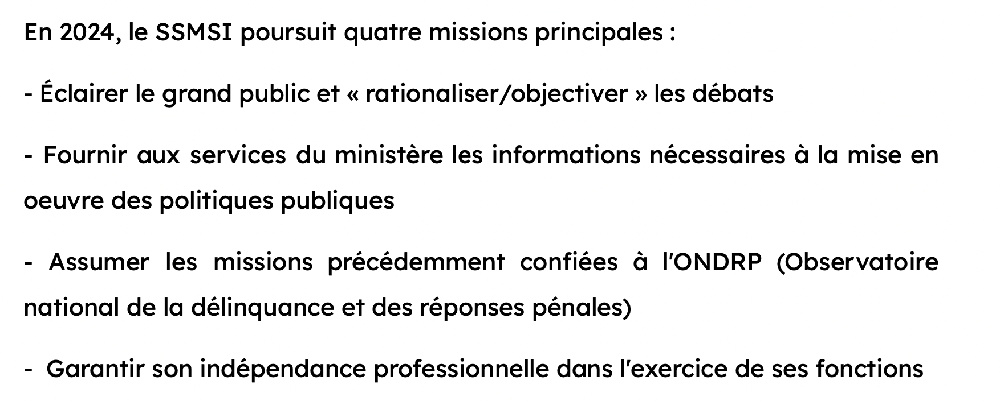 En 2024, le SSMSI poursuit quatre missions principales :
- Éclairer le grand public et « rationaliser/objectiver » les débats
- Fournir aux services du ministère les informations nécessaires à la mise en
oeuvre des politiques publiques
- Assumer les missions précédemment confiées à l'ONDRP (Observatoire
national de la délinquance et des réponses pénales)
- Garantir son indépendance professionnelle dans l'exercice de ses fonctions